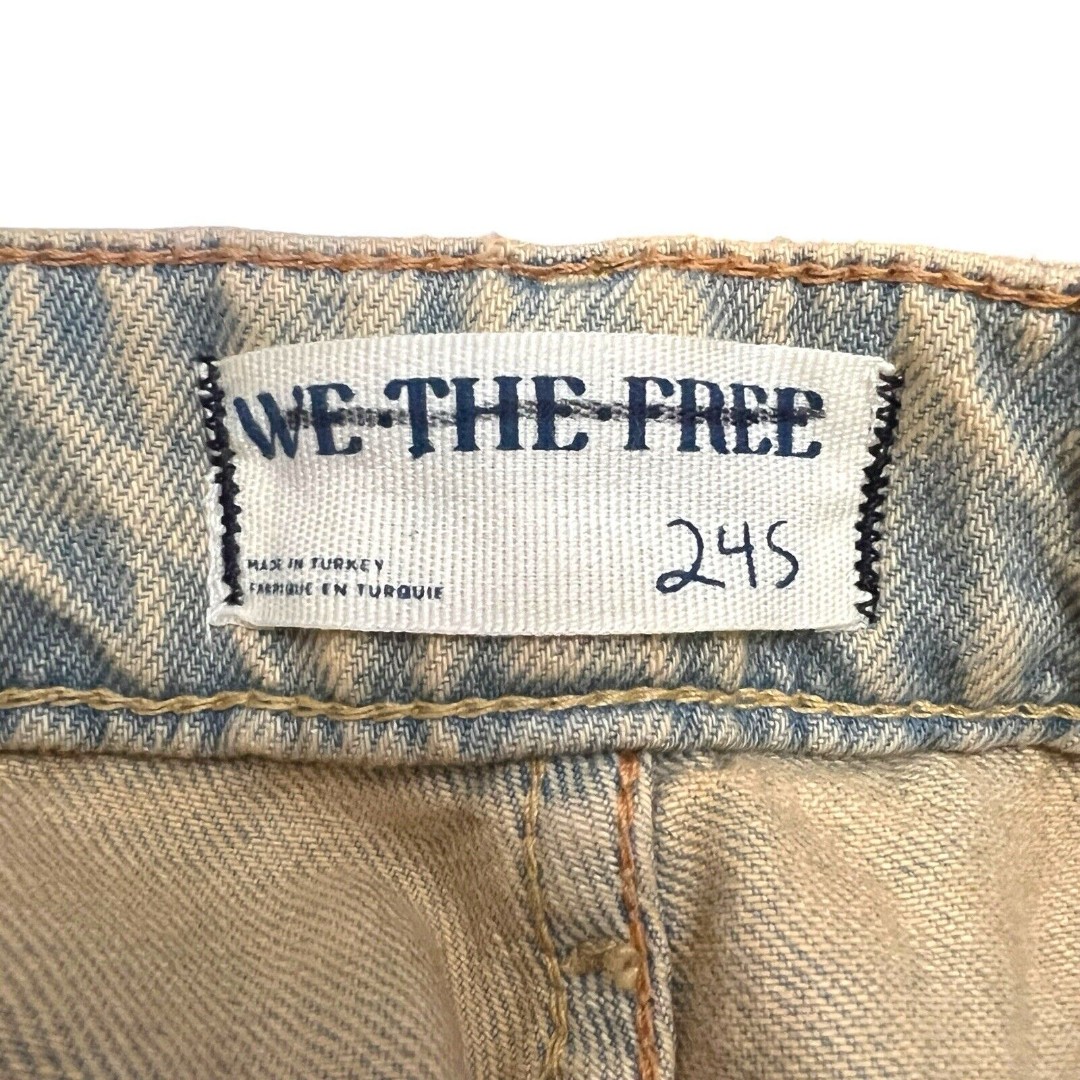 WE·THE·FREE
24S
MADE IN TURKEY
FABRIQUE EN TURQUIE